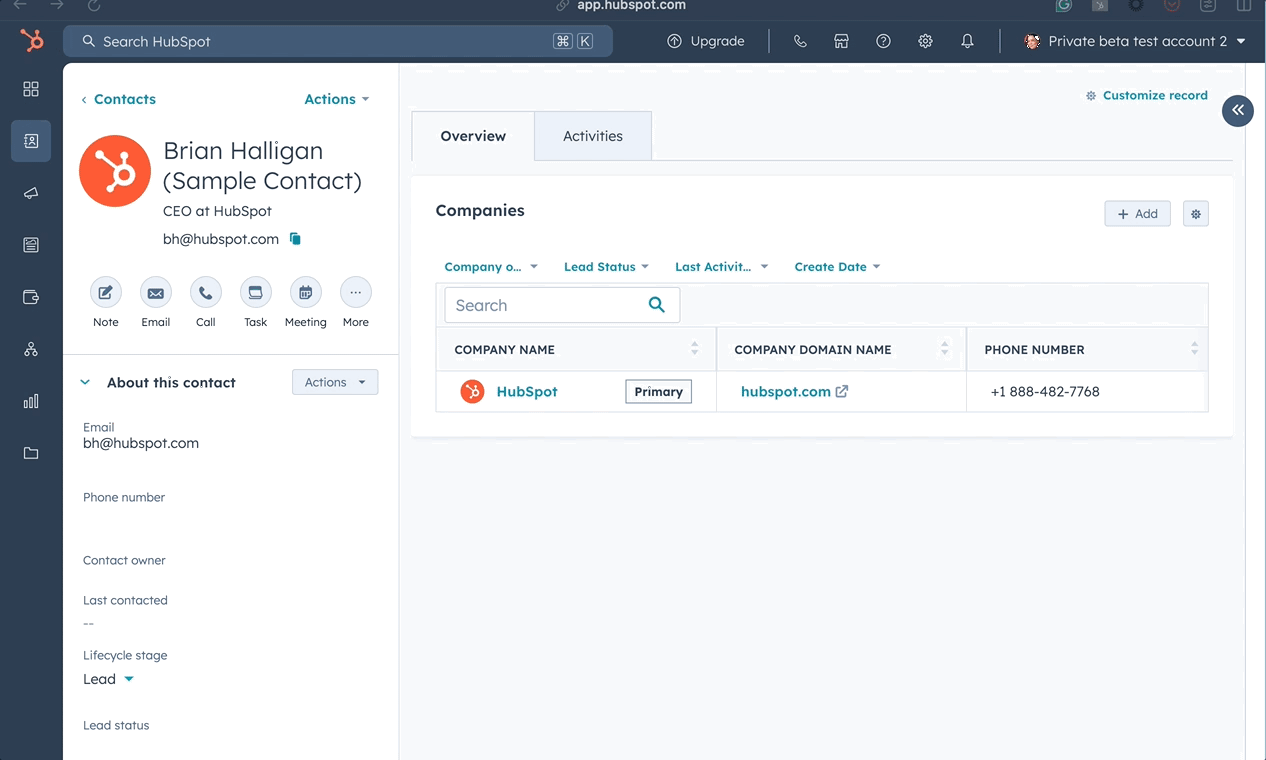 app.hubspot.com
Search HubSpot
⌘ K
Upgrade
Private beta test account 2
Contacts
Actions
Brian Halligan
(Sample Contact)
CEO at HubSpot
bh@hubspot.com
Note Email Call Task Meeting More
About this contact
Actions
Email
bh@hubspot.com
Phone number
Contact owner
Last contacted
--
Lifecycle stage
Lead
Lead status
Customize record
Overview Activities
Companies
+ Add
Company o... Lead Status Last Activit... Create Date
Search
COMPANY NAME COMPANY DOMAIN NAME PHONE NUMBER
HubSpot Primary hubspot.com +1 888-482-7768